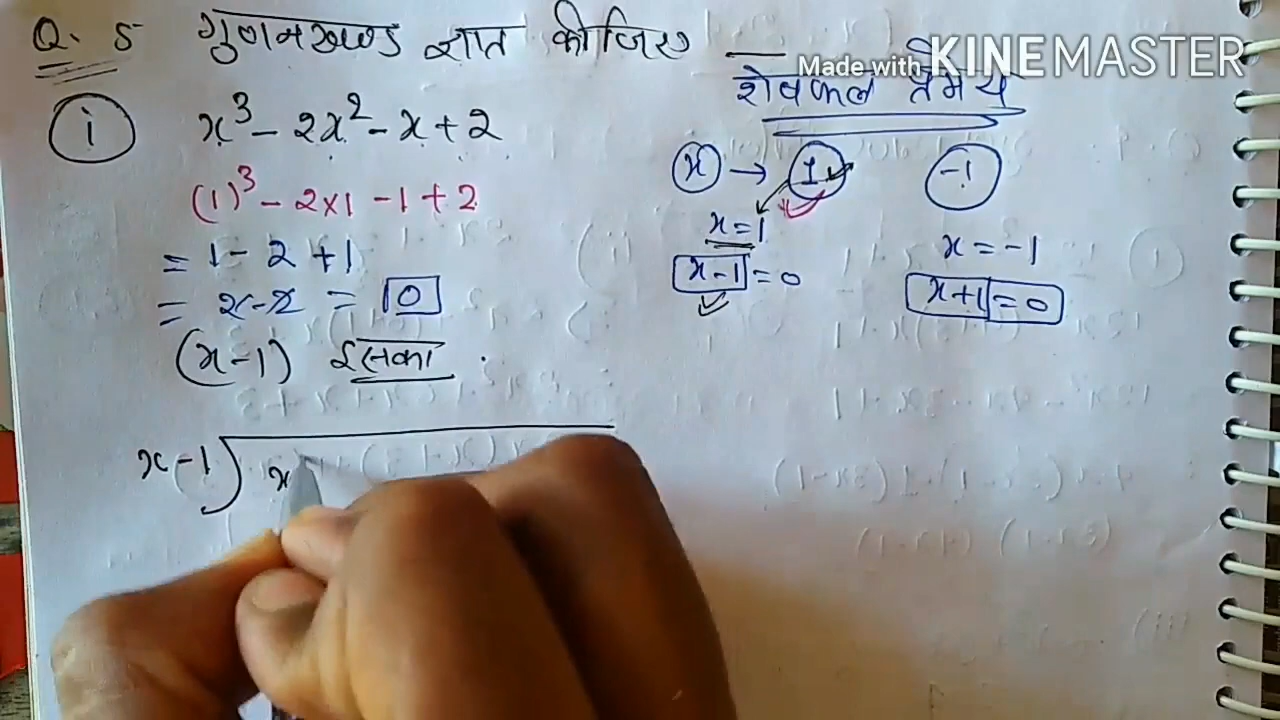 Q. 5 गुणनखण्ड ज्ञात कीजिए —
Made with KINEMASTER
शेषफल प्रमेय
(i) x³ - 2x² - x + 2
(1)³ - 2×1 - 1 + 2
= 1 - 2 + 1
= 2 - 2 = 0
(x-1) इसका
x → 1 -1
x = 1
x - 1 = 0
x = -1
x+1 = 0
x-1 ) x